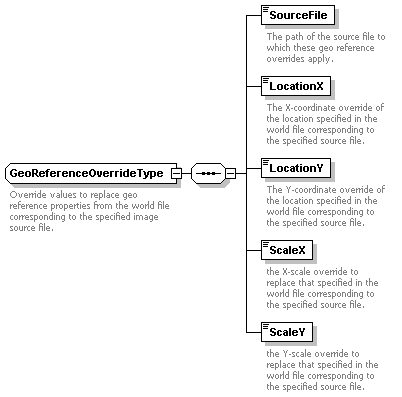 SourceFile
The path of the source file to
which these geo reference
overrides apply.
LocationX
The X-coordinate override of
the location specified in the
world file corresponding to
the specified source file.
GeoReferenceOverrideType
Override values to replace geo
reference properties from the world file
corresponding to the specified image
source file.
LocationY
The Y-coordinate override of
the location specified in the
world file corresponding to
the specified source file.
ScaleX
the X-scale override to
replace that specified in the
world file corresponding to
the specified source file.
ScaleY
the Y-scale override to
replace that specified in the
world file corresponding to
the specified source file.